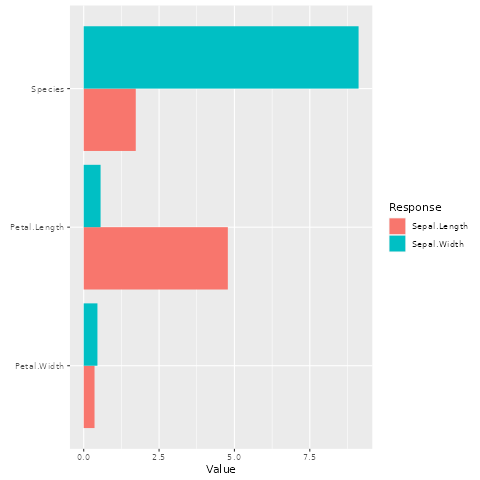 Species
Petal.Length
Petal.Width
0.0 2.5 5.0 7.5
Value
Response
Sepal.Length
Sepal.Width